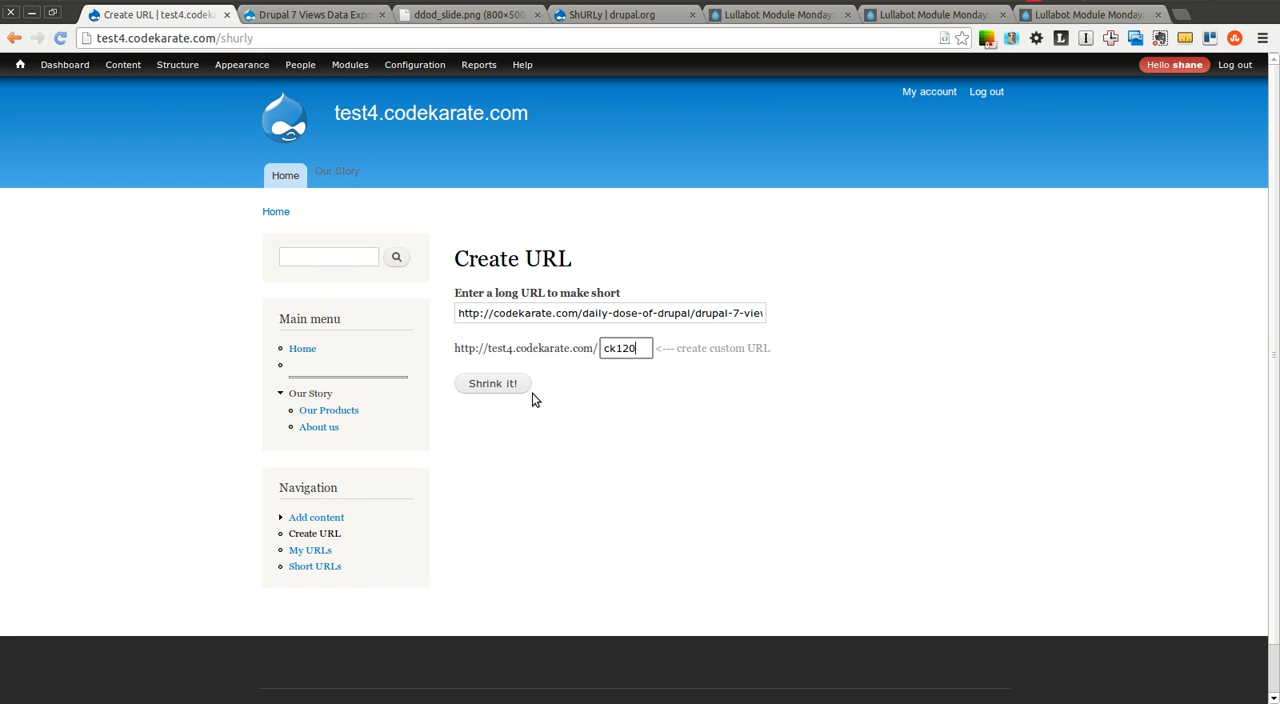 Create URL | test4.codeka
Drupal 7 Views Data Expo
ddod_slide.png (800×500
ShURLy | drupal.org
Lullabot Module Monday:
Lullabot Module Monday:
Lullabot Module Monday:
test4.codekarate.com/shurly
Dashboard
Content
Structure
Appearance
People
Modules
Configuration
Reports
Help
Hello shane
Log out
My account
Log out
test4.codekarate.com
Home
Our Story
Home
Main menu
Home
Our Story
Our Products
About us
Navigation
Add content
Create URL
My URLs
Short URLs
Create URL
Enter a long URL to make short
http://codekarate.com/daily-dose-of-drupal/drupal-7-view
http://test4.codekarate.com/ ck120 <--- create custom URL
Shrink it!